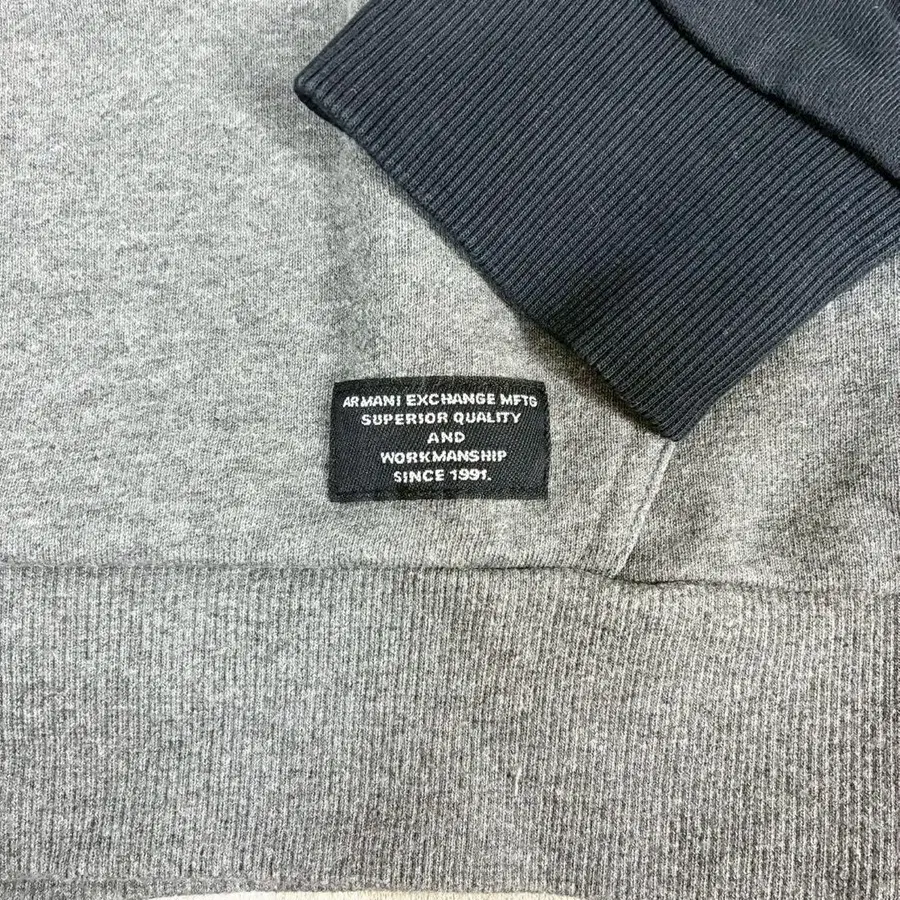 ARMANI EXCHANGE MFTG
SUPERIOR QUALITY
AND
WORKMANSHIP
SINCE 1991.